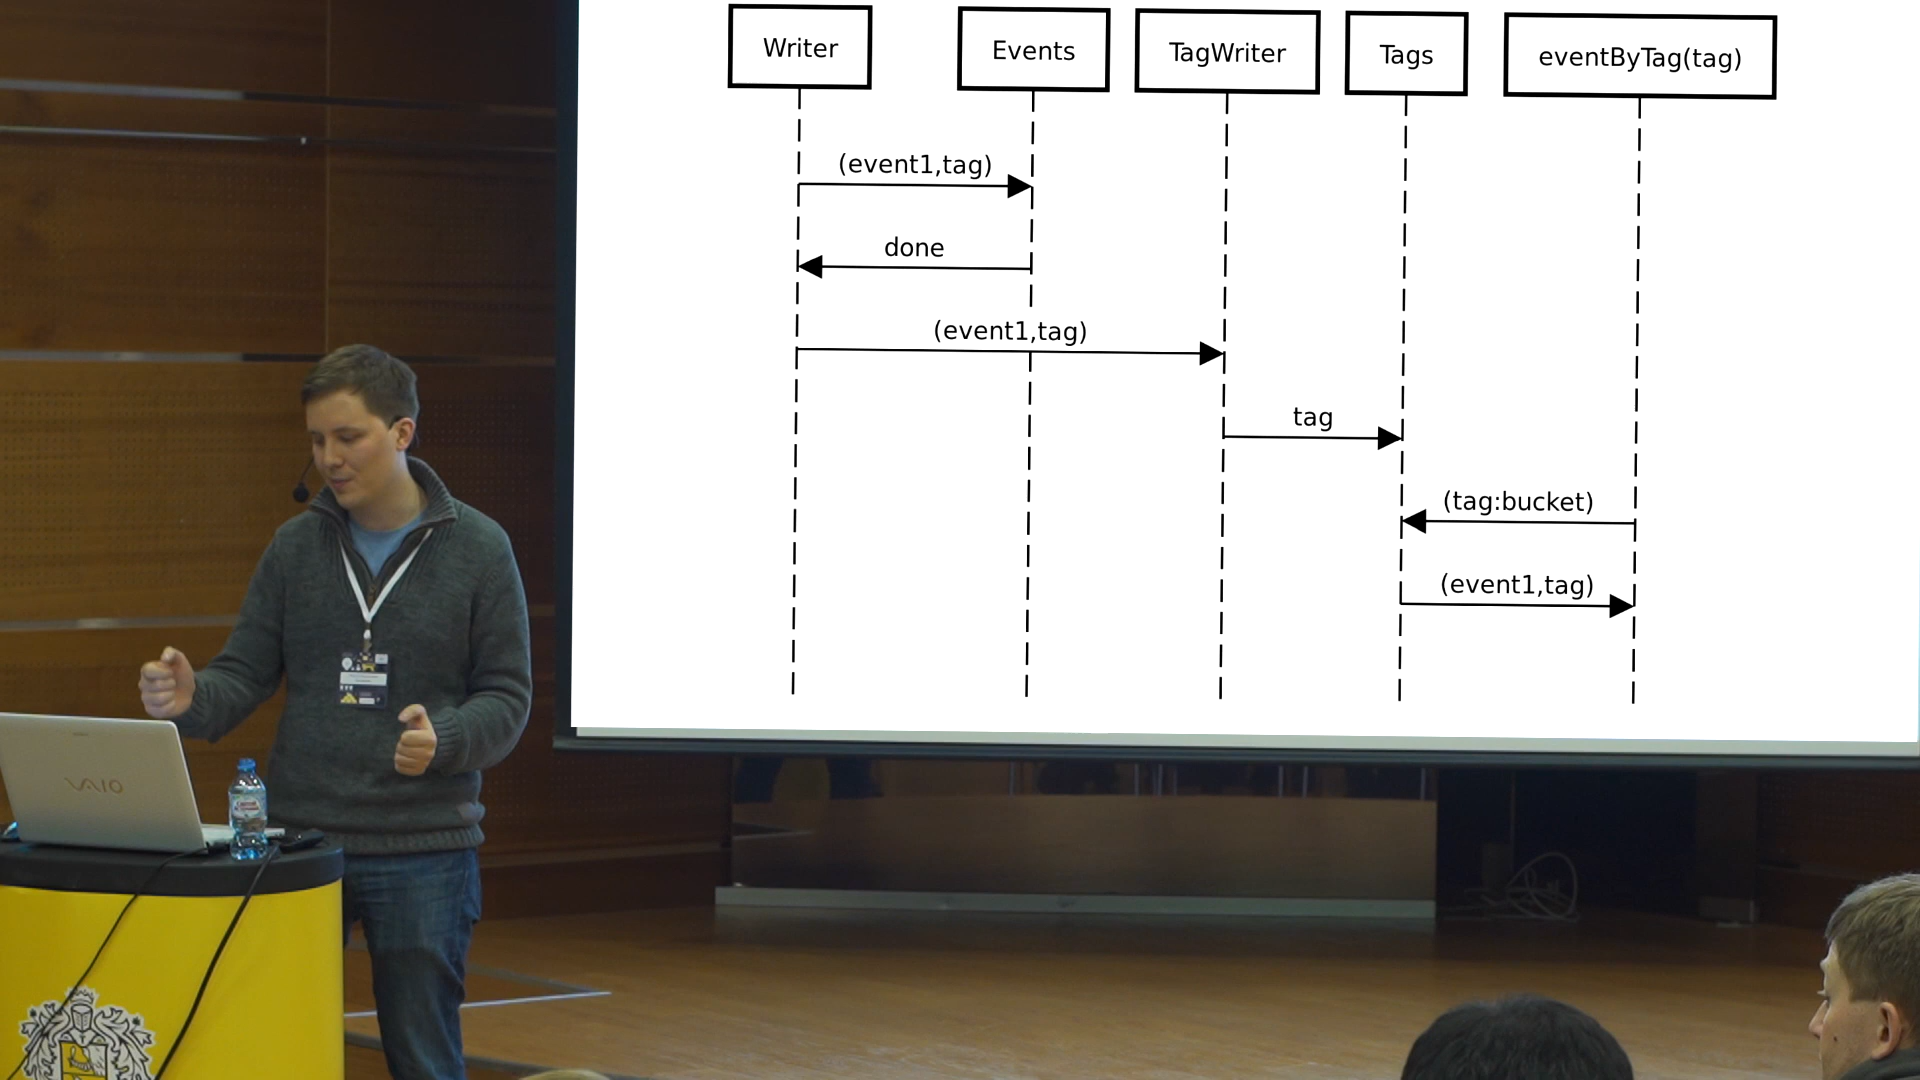 Writer
Events
TagWriter
Tags
eventByTag(tag)
(event1,tag)
done
(event1,tag)
tag
(tag:bucket)
(event1,tag)
VAIO